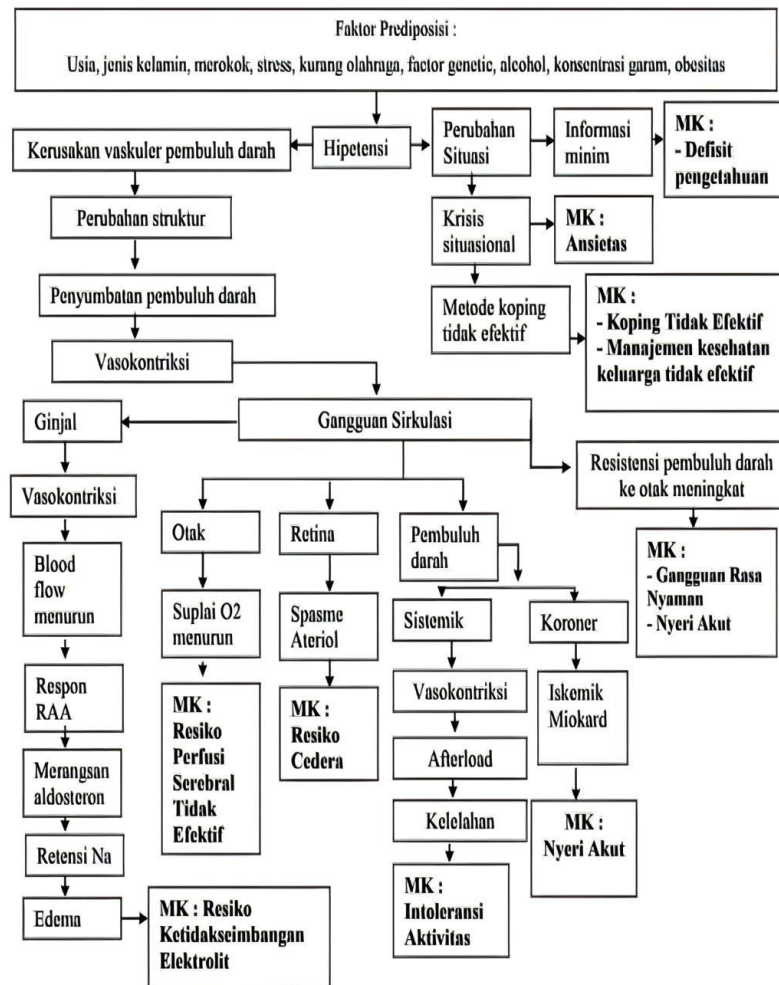 Faktor Prediposisi :
Usia, jenis kelamin, merokok, stress, kurang olahraga, factor genetic, alcohol, konsentrasi garam, obesitas
Kerusakan vaskuler pembuluh darah
Hipetensi
Perubahan
Situasi
Informasi
minim
MK :
- Defisit
pengetahuan
Perubahan struktur
Krisis
situasional
MK :
Ansietas
Penyumbatan pembuluh darah
Metode koping
tidak efektif
MK :
- Koping Tidak Efektif
- Manajemen kesehatan
keluarga tidak efektif
Vasokontriksi
Ginjal
Gangguan Sirkulasi
Resistensi pembuluh darah
ke otak meningkat
Vasokontriksi
Otak
Retina
Pembuluh
darah
MK :
- Gangguan Rasa
Nyaman
- Nyeri Akut
Blood
flow
menurun
Suplai O2
menurun
Spasme
Ateriol
Sistemik
Koroner
Respon
RAA
MK :
Resiko
Perfusi
Serebral
Tidak
Efektif
MK :
Resiko
Cedera
Vasokontriksi
Iskemik
Miokard
Merangsan
aldosteron
Afterload
Retensi Na
Kelelahan
MK :
Nyeri Akut
Edema
MK : Resiko
Ketidakseimbangan
Elektrolit
MK :
Intoleransi
Aktivitas